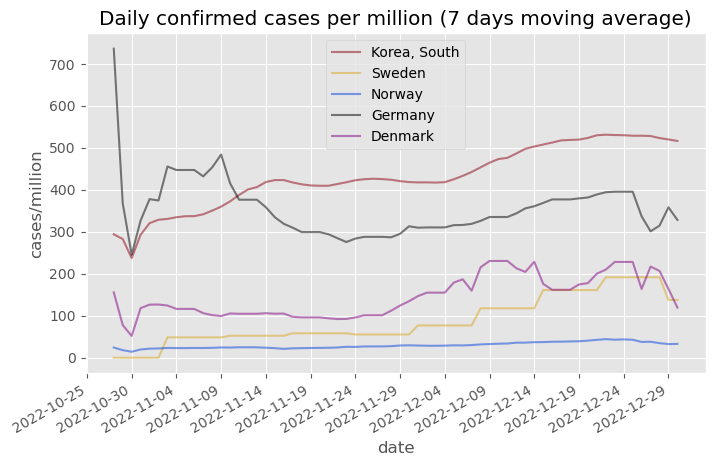 Daily confirmed cases per million (7 days moving average)
Korea, South
Sweden
Norway
Germany
Denmark
cases/million
700
600
500
400
300
200
100
0
2022-10-25
2022-10-30
2022-11-04
2022-11-09
2022-11-14
2022-11-19
2022-11-24
2022-11-29
2022-12-04
2022-12-09
2022-12-14
2022-12-19
2022-12-24
2022-12-29
date